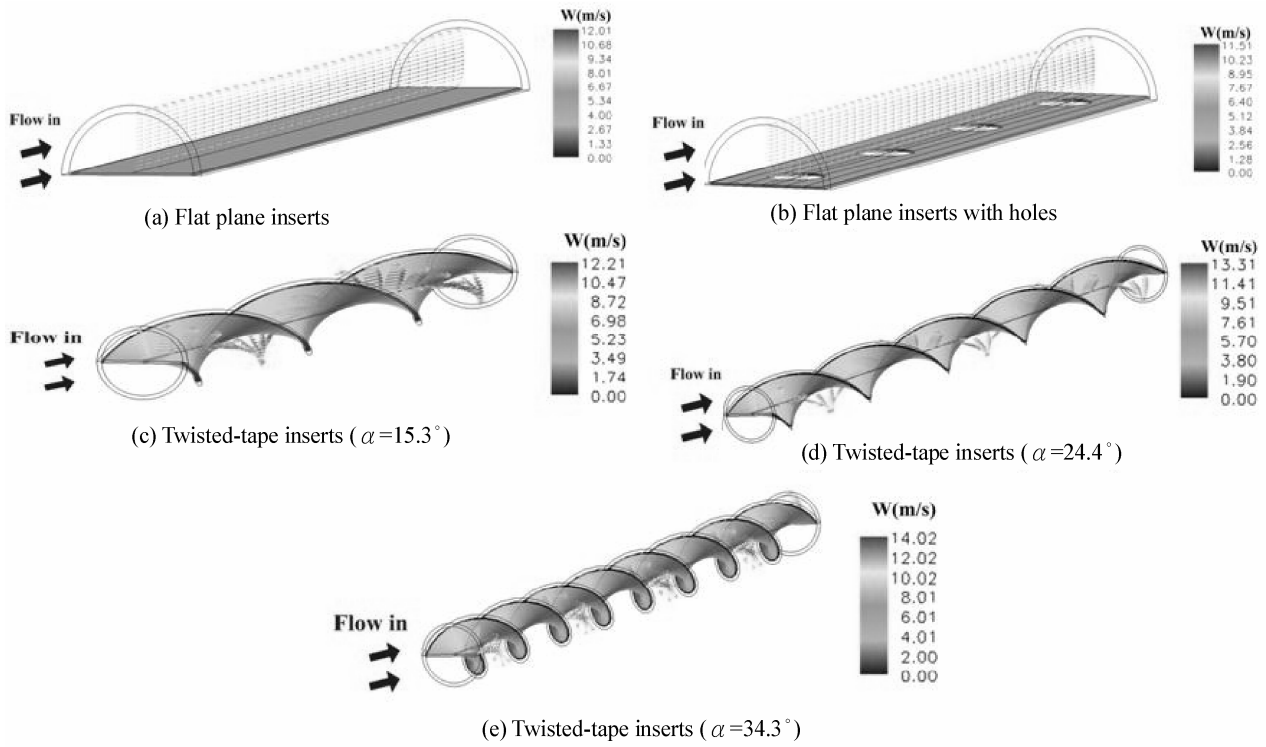 W(m/s)
12.01
10.68
9.34
8.01
6.67
5.34
4.00
2.67
1.33
0.00
Flow in
(a) Flat plane inserts
W(m/s)
11.51
10.23
8.95
7.67
6.40
5.12
3.84
2.56
1.28
0.00
Flow in
(b) Flat plane inserts with holes
W(m/s)
12.21
10.47
8.72
6.98
5.23
3.49
1.74
0.00
Flow in
(c) Twisted-tape inserts (α=15.3°)
W(m/s)
13.31
11.41
9.51
7.61
5.70
3.80
1.90
0.00
Flow in
(d) Twisted-tape inserts (α=24.4°)
W(m/s)
14.02
12.02
10.02
8.01
6.01
4.01
2.00
0.00
Flow in
(e) Twisted-tape inserts (α=34.3°)